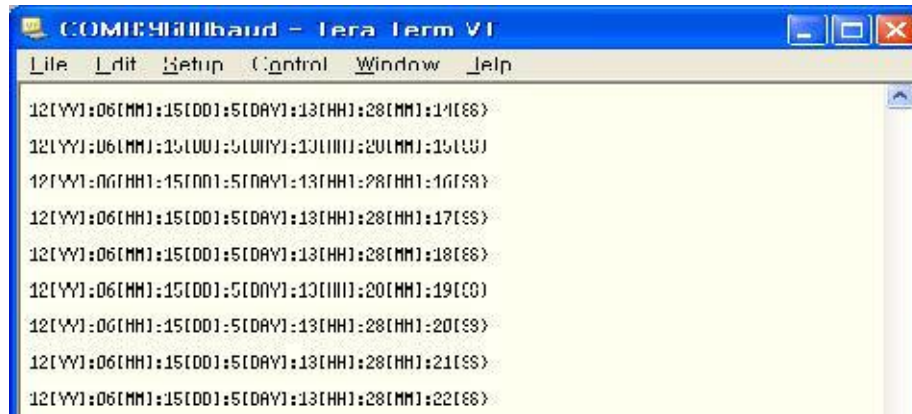 baud - Tera Term VT
File Edit Setup Control Window Help
12[YY]:06[MM]:15[DD]:5[DAY]:13[HH]:28[MM]:14[SS}
12[YY]:06[MM]:15[DD]:5[DAY]:13[HH]:28[MM]:15[SS}
12[YY]:06[MM]:15[DD]:5[DAY]:13[HH]:28[MM]:16[SS}
12[YY]:06[MM]:15[DD]:5[DAY]:13[HH]:28[MM]:17[SS}
12[YY]:06[MM]:15[DD]:5[DAY]:13[HH]:28[MM]:18[SS}
12[YY]:06[MM]:15[DD]:5[DAY]:13[HH]:28[MM]:19[SS}
12[YY]:06[MM]:15[DD]:5[DAY]:13[HH]:28[MM]:20[SS}
12[YY]:06[MM]:15[DD]:5[DAY]:13[HH]:28[MM]:21[SS}
12[YY]:06[MM]:15[DD]:5[DAY]:13[HH]:28[MM]:22[SS}